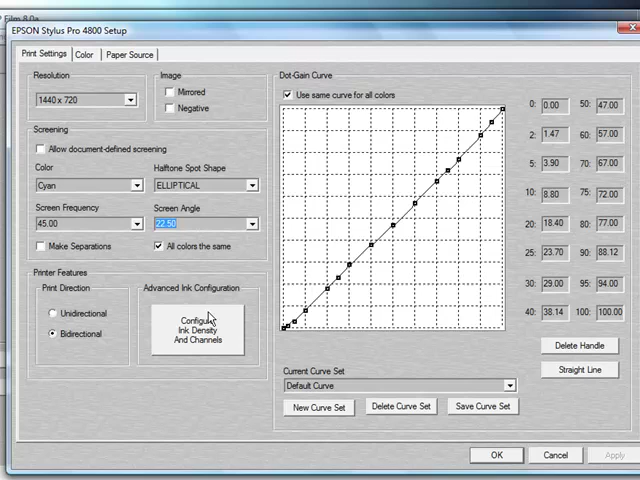 Film 8.0a
EPSON Stylus Pro 4800 Setup
Print Settings
Color
Paper Source
Resolution
1440 x 720
Image
Mirrored
Negative
Screening
Allow document-defined screening
Color
Halftone Spot Shape
Cyan
ELLIPTICAL
Screen Frequency
Screen Angle
45.00
22.50
Make Separations
All colors the same
Printer Features
Print Direction
Unidirectional
Bidirectional
Advanced Ink Configuration
Configure
Ink Density
And Channels
Dot-Gain Curve
Use same curve for all colors
0: 0.00 50: 47.00
2: 1.47 60: 57.00
5: 3.90 70: 67.00
10: 8.80 75: 72.00
20: 18.40 80: 77.00
25: 23.70 90: 88.12
30: 29.00 95: 94.00
40: 38.14 100: 100.00
Delete Handle
Straight Line
Current Curve Set
Default Curve
New Curve Set
Delete Curve Set
Save Curve Set
OK
Cancel
Apply